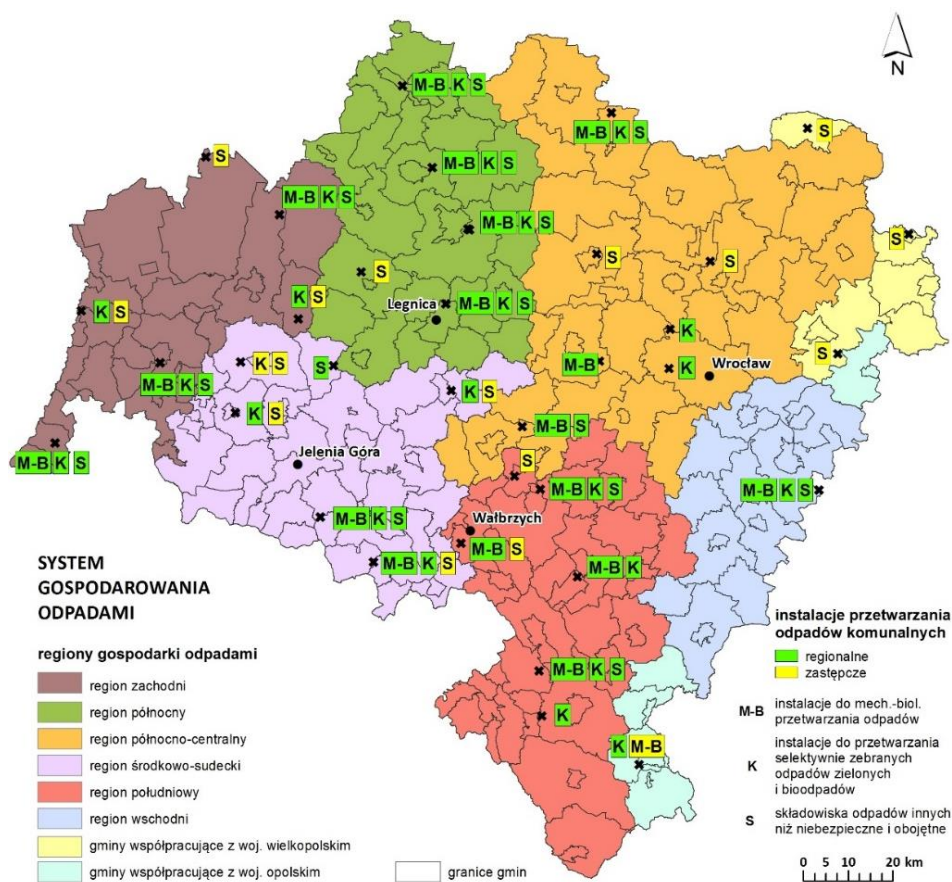 N
M-B K S
M-B K S
S
S
M-B K S
M-B K S
M-B K S
S
S
S
S
K S
K S
Legnica
M-B K S
K
S
M-B
K
Wrocław
K S
S
M-B K S
K S
K S
M-B S
Jelenia Góra
S
M-B K S
M-B K S
M-B K S
M-B K S
Wałbrzych
M-B S
M-B K S
M-B K
M-B K S
K
K M-B
SYSTEM
GOSPODAROWANIA
ODPADAMI
regiony gospodarki odpadami
region zachodni
region północny
region północno-centralny
region środkowo-sudecki
region południowy
region wschodni
gminy współpracujące z woj. wielkopolskim
gminy współpracujące z woj. opolskim
granice gmin
instalacje przetwarzania
odpadów komunalnych
regionalne
zastępcze
M-B instalacje do mech.-biol.
przetwarzania odpadów
instalacje do przetwarzania
selektywnie zebranych
K odpadów zielonych
i bioodpadów
S składowiska odpadów innych
niż niebezpieczne i obojętne
0 5 10 20 km